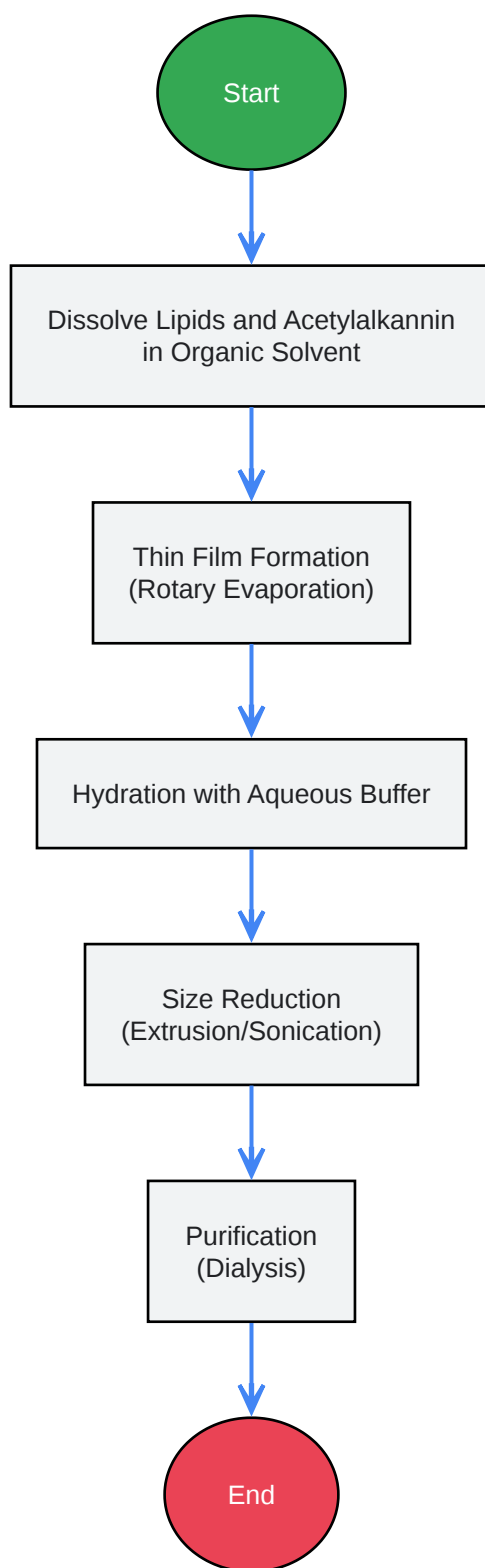 Start
Dissolve Lipids and Acetylalkannin
in Organic Solvent
Thin Film Formation
(Rotary Evaporation)
Hydration with Aqueous Buffer
Size Reduction
(Extrusion/Sonication)
Purification
(Dialysis)
End